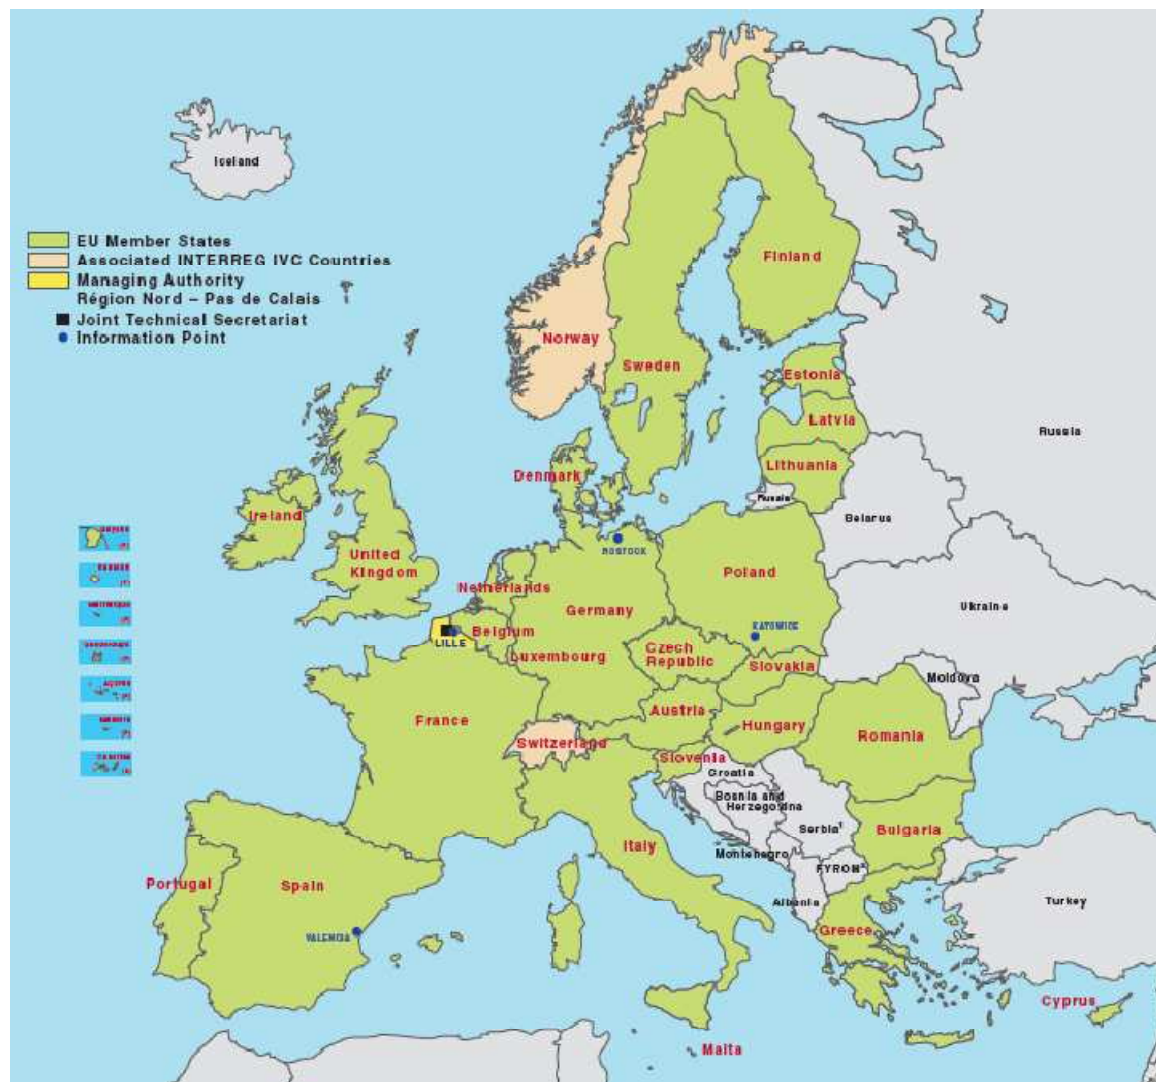 Iceland
EU Member States
Associated INTERREG IVC Countries
Managing Authority
Région Nord – Pas de Calais
Joint Technical Secretariat
Information Point
Finland
Norway
Sweden
Estonia
Latvia
Russia
Lithuania
Denmark
Russia
Belarus
Ireland
ROSTOCK
United
Kingdom
Netherlands
Poland
Germany
Ukraine
KATOWICE
Belgium
LILLE
Luxembourg
Czech
Republic
Slovakia
Moldova
Austria
France
Hungary
Romania
Switzerland
Slovenia
Croatia
Bosnia and
Herzegovina
Serbia¹
Bulgaria
Italy
Montenegro
FYROM²
Portugal
Spain
Albania
Turkey
Greece
VALENCIA
Cyprus
Malta